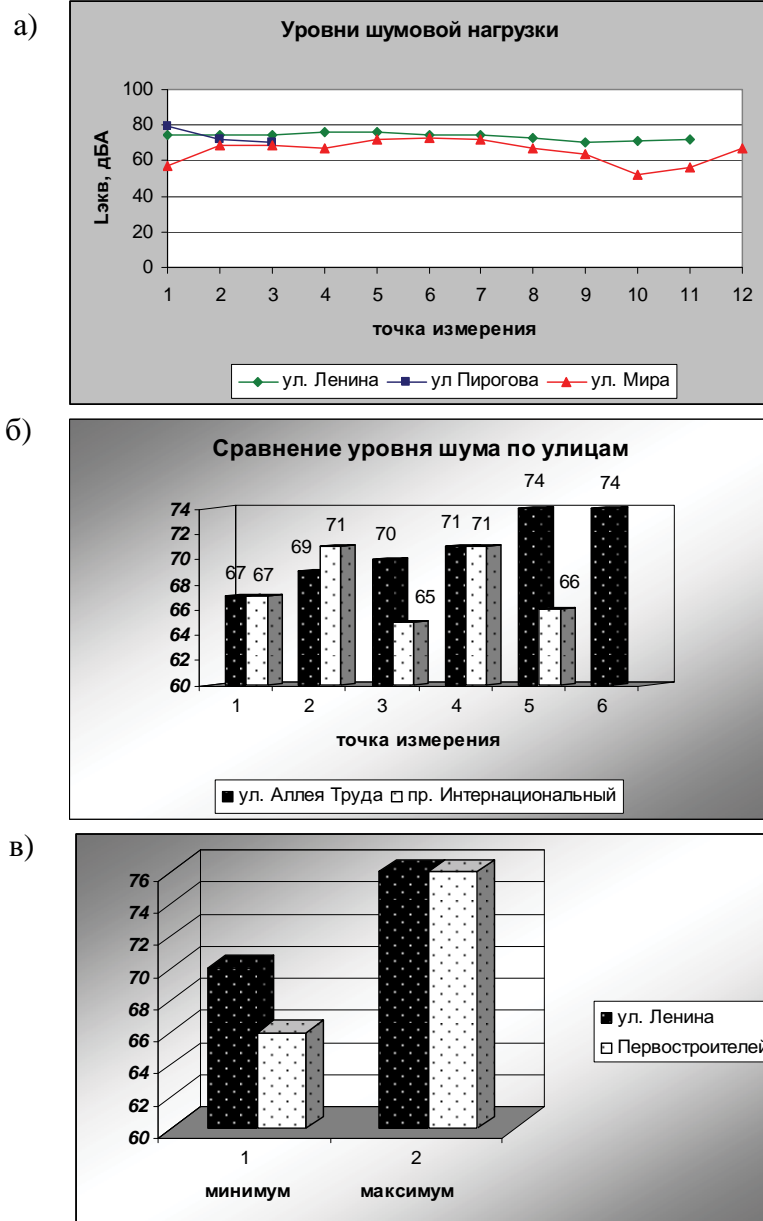 а)
Уровни шумовой нагрузки
100
80
60
40
20
0
Lэкв, дБА
1 2 3 4 5 6 7 8 9 10 11 12
точка измерения
ул. Ленина ул Пирогова ул. Мира
б)
Сравнение уровня шума по улицам
74
72
70
68
66
64
62
60
67 67 69 71 70 65 71 71 74 66 74
1 2 3 4 5 6
точка измерения
ул. Аллея Труда пр. Интернациональный
в)
76
74
72
70
68
66
64
62
60
1 2
минимум максимум
ул. Ленина
Первостроителей